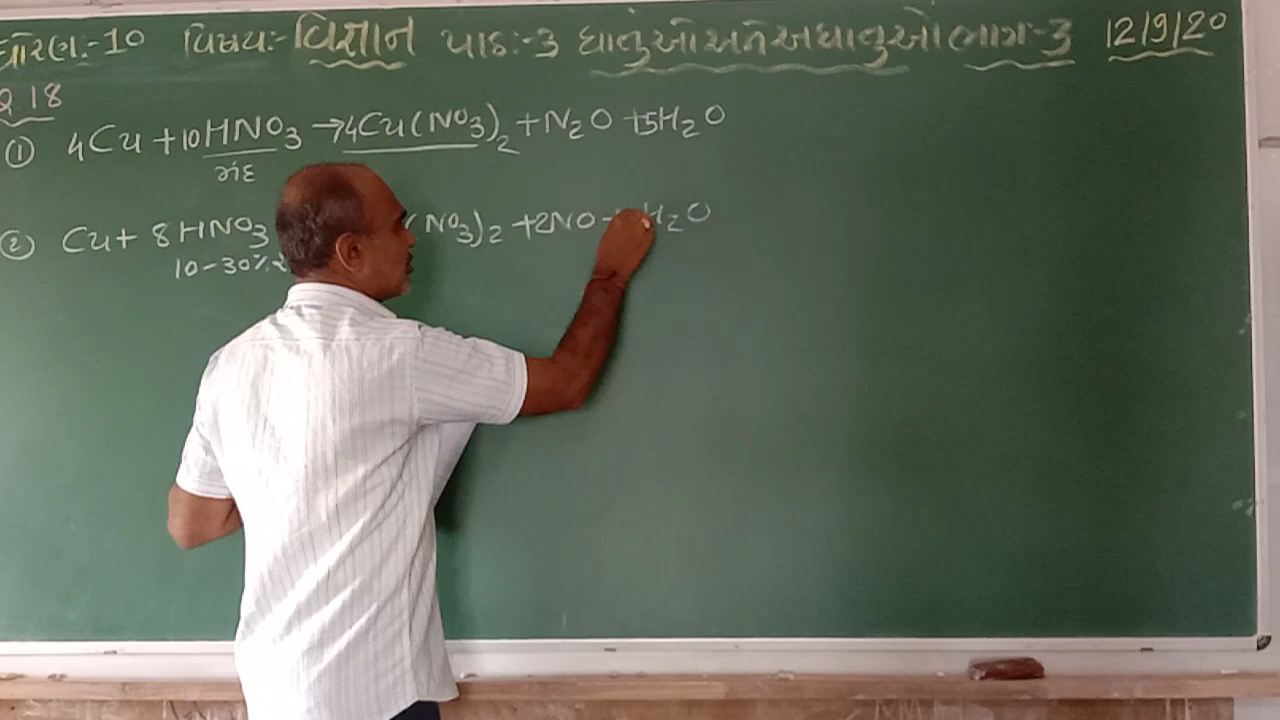 ધોરણ:-10 વિષય:- વિજ્ઞાન પાઠ:-3 ધાતુઓ અને અધાતુઓ ભાગ-3 12/9/20
Q 18
① 4Cu + 10HNO3 → 4Cu(NO3)2 + N2O + 5H2O
મંદ
② Cu + 8HNO3 (NO3)2 + 2NO + H2O
10-30%